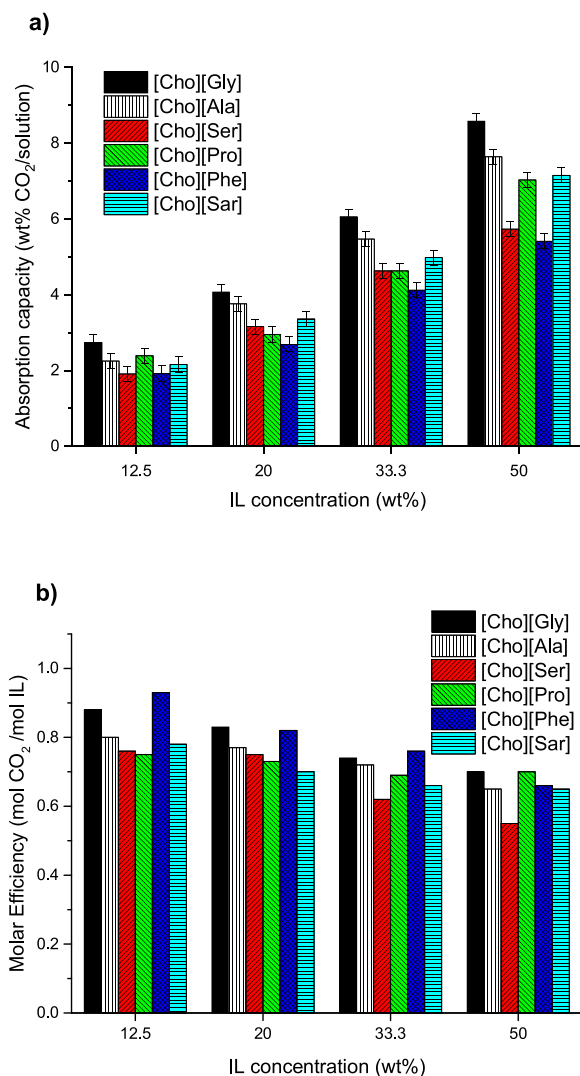 a)
10
8
6
4
2
0
Absorption capacity (wt% CO₂/solution)
[Cho][Gly]
[Cho][Ala]
[Cho][Ser]
[Cho][Pro]
[Cho][Phe]
[Cho][Sar]
12.5 20 33.3 50
IL concentration (wt%)
b)
[Cho][Gly]
[Cho][Ala]
[Cho][Ser]
[Cho][Pro]
[Cho][Phe]
[Cho][Sar]
1.0
0.8
0.6
0.4
0.2
0.0
Molar Efficiency (mol CO₂ /mol IL)
12.5 20 33.3 50
IL concentration (wt%)